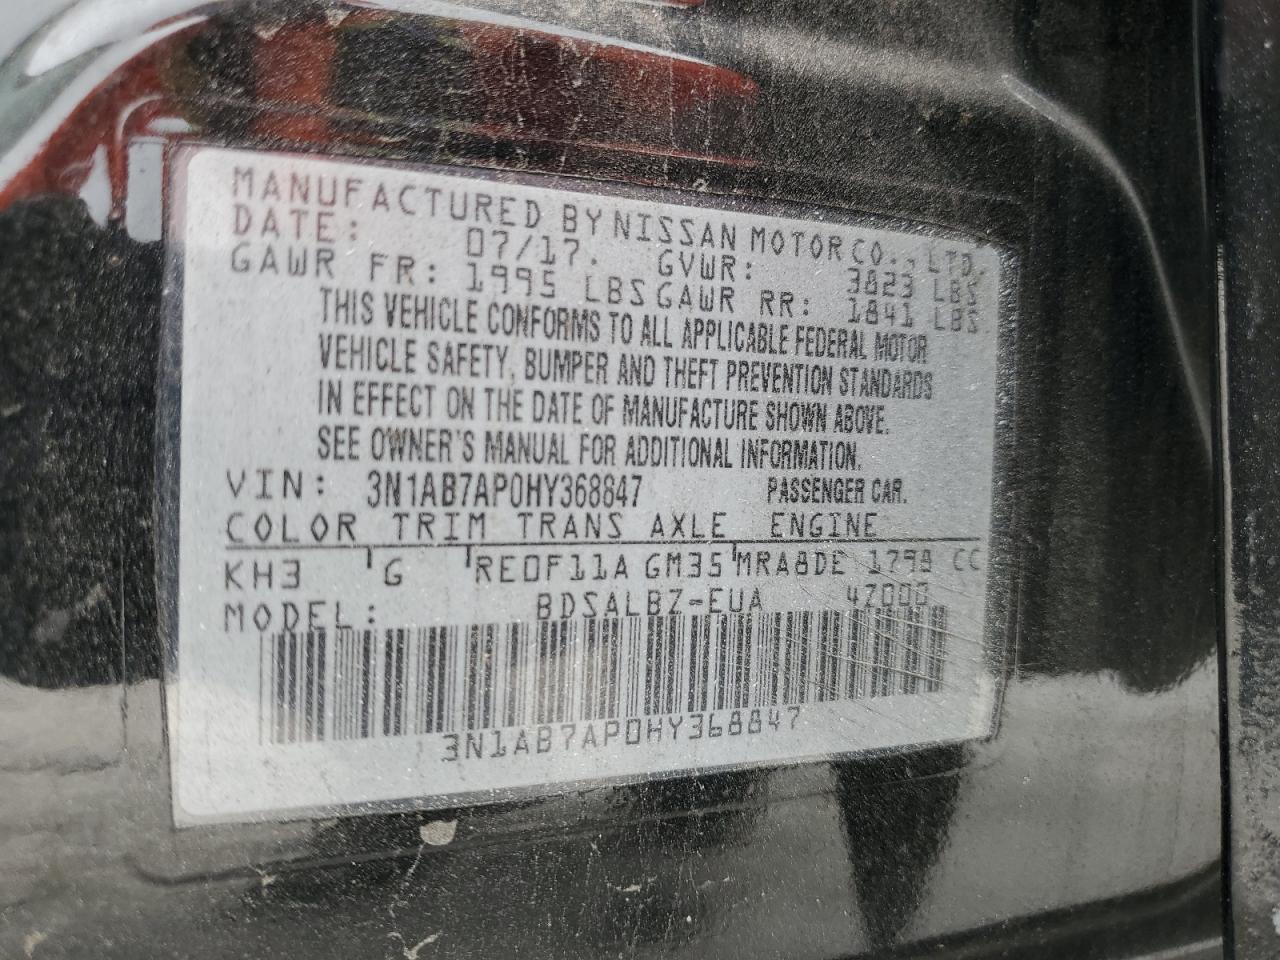 MANUFACTURED BY NISSAN MOTOR CO., LTD.
DATE: 07/17. GVWR: 3823 LBS
GAWR FR: 1995 LBS GAWR RR: 1841 LBS
THIS VEHICLE CONFORMS TO ALL APPLICABLE FEDERAL MOTOR
VEHICLE SAFETY, BUMPER AND THEFT PREVENTION STANDARDS
IN EFFECT ON THE DATE OF MANUFACTURE SHOWN ABOVE.
SEE OWNER'S MANUAL FOR ADDITIONAL INFORMATION.
VIN: 3N1AB7AP0HY368847 PASSENGER CAR.
COLOR TRIM TRANS AXLE ENGINE
KH3 G RE0F11A GM35 MRA8DE 1798 CC
MODEL: BDSALBZ-EUA 47000
3N1AB7AP0HY368847